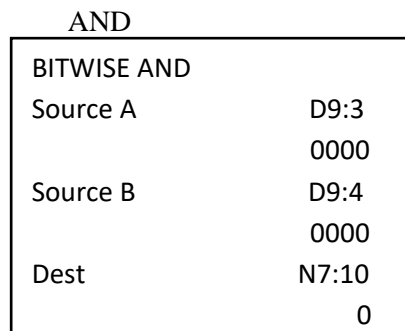 AND
BITWISE AND
Source A D9:3
0000
Source B D9:4
0000
Dest N7:10
0